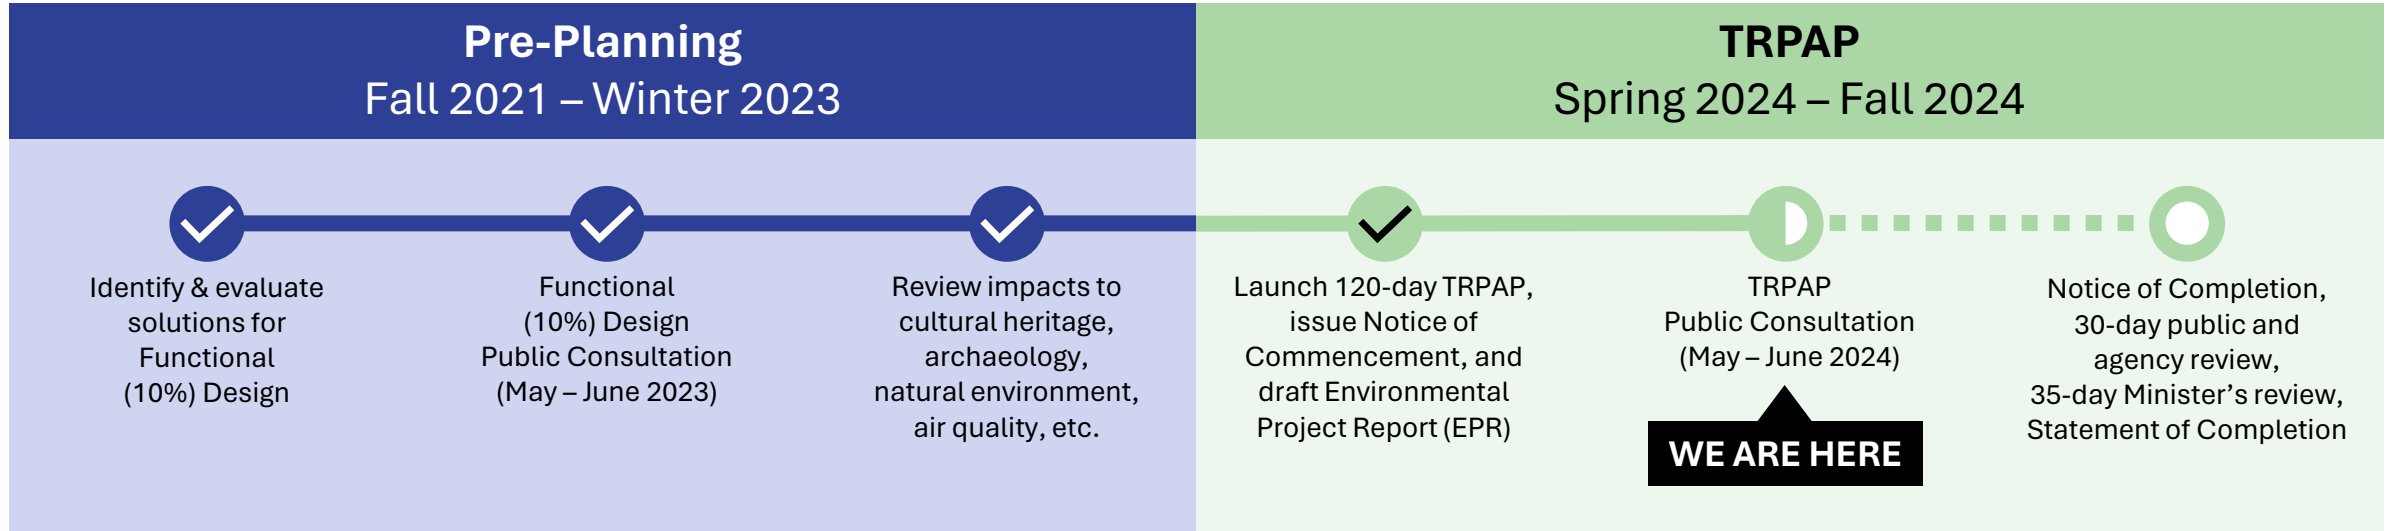 Pre-Planning
Fall 2021 – Winter 2023
TRPAP
Spring 2024 – Fall 2024
Identify & evaluate
solutions for
Functional
(10%) Design
Functional
(10%) Design
Public Consultation
(May – June 2023)
Review impacts to
cultural heritage,
archaeology,
natural environment,
air quality, etc.
Launch 120-day TRPAP,
issue Notice of
Commencement, and
draft Environmental
Project Report (EPR)
TRPAP
Public Consultation
(May – June 2024)
WE ARE HERE
Notice of Completion,
30-day public and
agency review,
35-day Minister’s review,
Statement of Completion